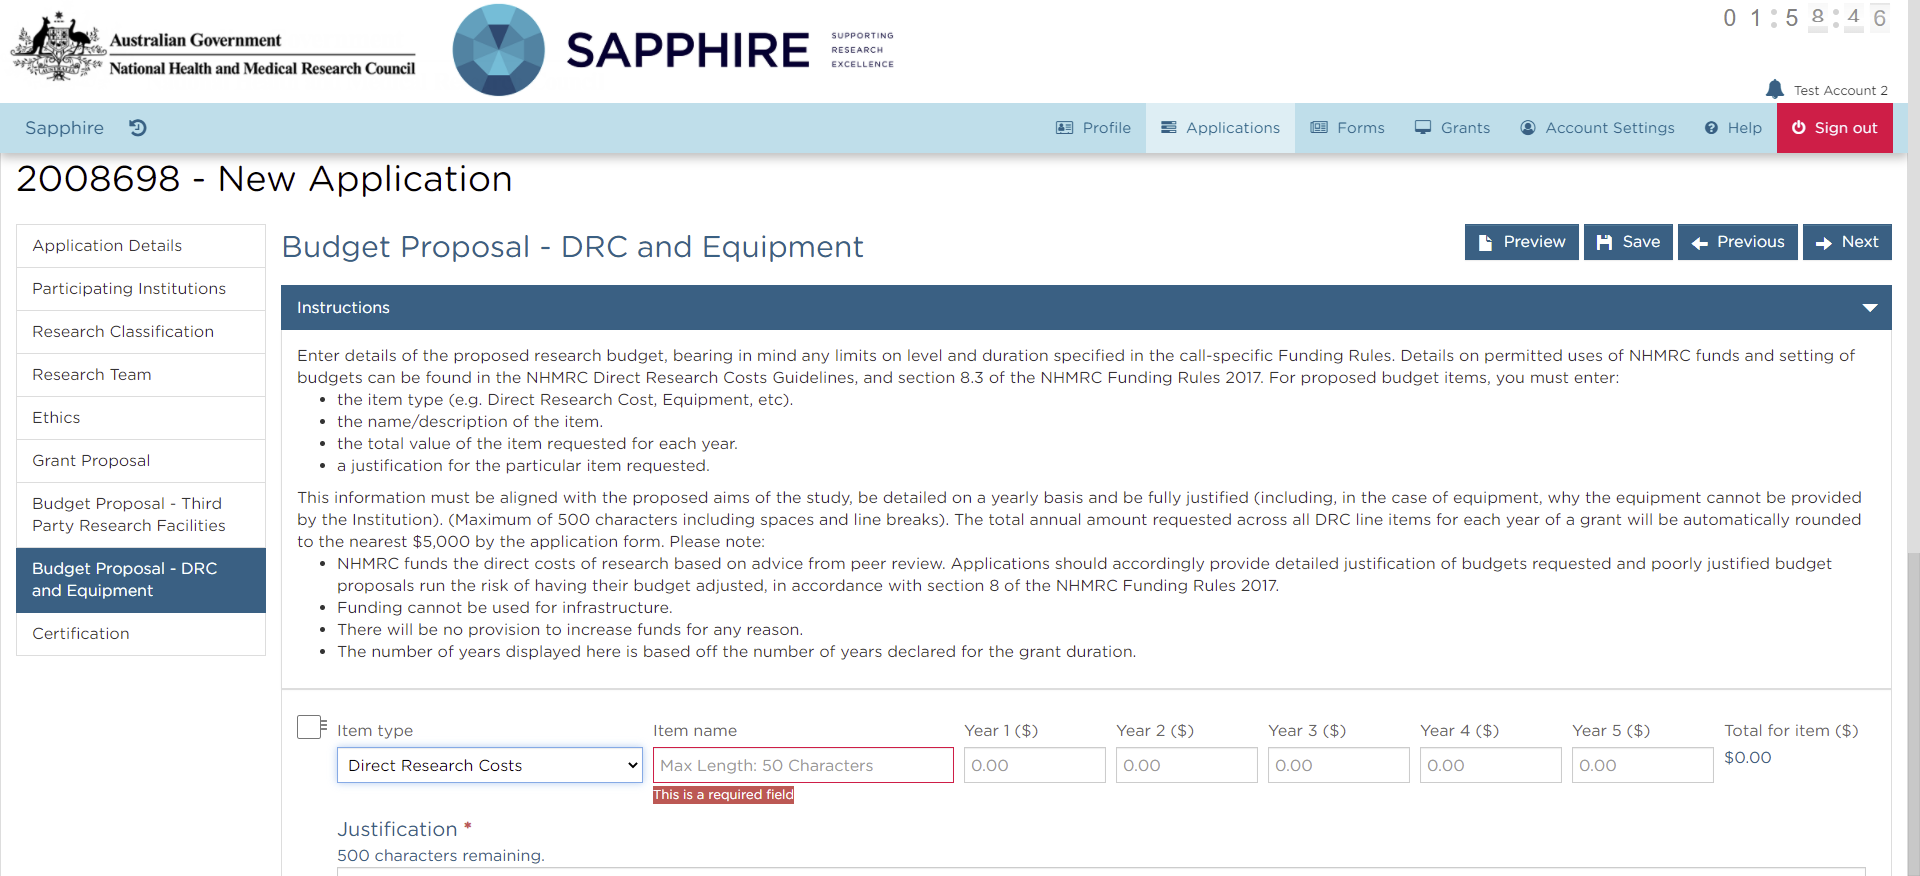 Australian Government
National Health and Medical Research Council
SAPPHIRE
SUPPORTING
RESEARCH
EXCELLENCE
01:58:46
Test Account 2
Sapphire
Profile
Applications
Forms
Grants
Account Settings
Help
Sign out
2008698 - New Application
Application Details
Participating Institutions
Research Classification
Research Team
Ethics
Grant Proposal
Budget Proposal - Third
Party Research Facilities
Budget Proposal - DRC
and Equipment
Certification
Budget Proposal - DRC and Equipment
Preview
Save
Previous
Next
Instructions
Enter details of the proposed research budget, bearing in mind any limits on level and duration specified in the call-specific Funding Rules. Details on permitted uses of NHMRC funds and setting of
budgets can be found in the NHMRC Direct Research Costs Guidelines, and section 8.3 of the NHMRC Funding Rules 2017. For proposed budget items, you must enter:
• the item type (e.g. Direct Research Cost, Equipment, etc).
• the name/description of the item.
• the total value of the item requested for each year.
• a justification for the particular item requested.
This information must be aligned with the proposed aims of the study, be detailed on a yearly basis and be fully justified (including, in the case of equipment, why the equipment cannot be provided
by the Institution). (Maximum of 500 characters including spaces and line breaks). The total annual amount requested across all DRC line items for each year of a grant will be automatically rounded
to the nearest $5,000 by the application form. Please note:
• NHMRC funds the direct costs of research based on advice from peer review. Applications should accordingly provide detailed justification of budgets requested and poorly justified budget
proposals run the risk of having their budget adjusted, in accordance with section 8 of the NHMRC Funding Rules 2017.
• Funding cannot be used for infrastructure.
• There will be no provision to increase funds for any reason.
• The number of years displayed here is based off the number of years declared for the grant duration.
Item type
Item name
Year 1 ($)
Year 2 ($)
Year 3 ($)
Year 4 ($)
Year 5 ($)
Total for item ($)
Direct Research Costs
Max Length: 50 Characters
0.00
0.00
0.00
0.00
0.00
$0.00
This is a required field
Justification *
500 characters remaining.